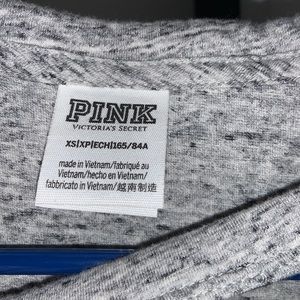 PINK
VICTORIA'S SECRET
XS|XP|ECH|165/84A
made in Vietnam/fabriqué au
Vietnam/hecho en Vietnam/
fabbricato in Vietnam/越南制造